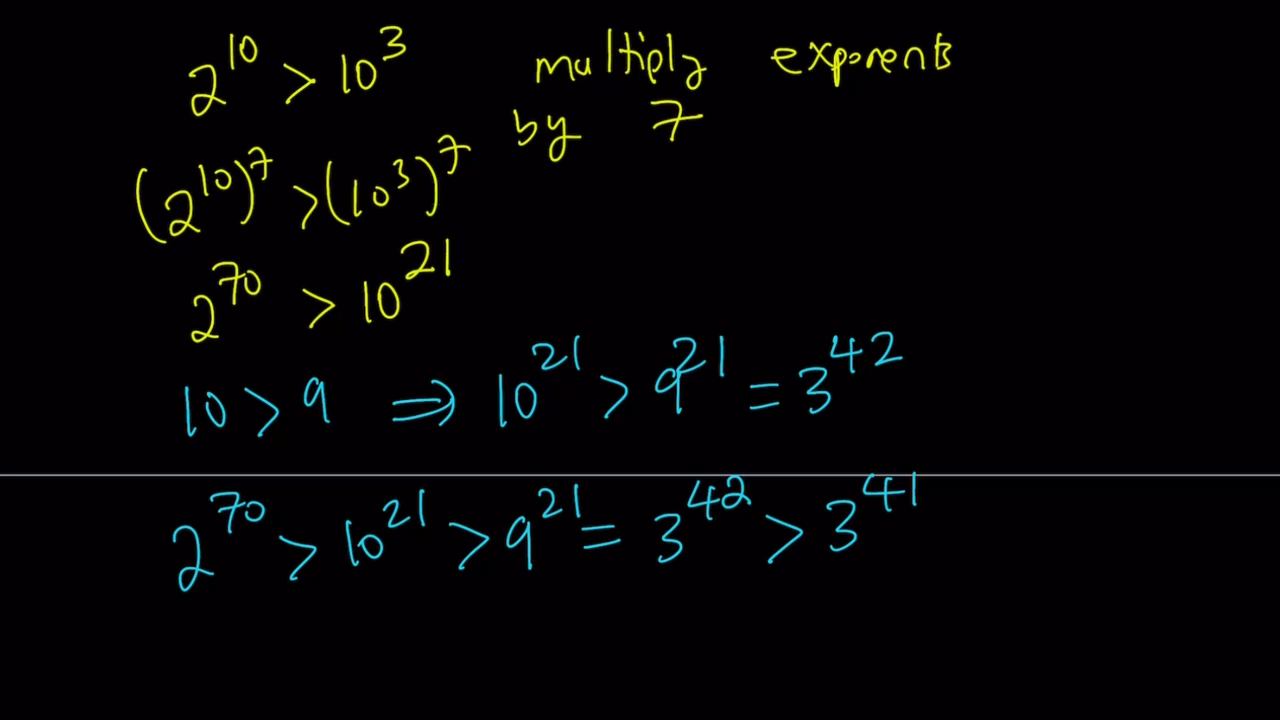 2^10 > 10^3 multiply exponents
by 7
(2^10)^7 > (10^3)^7
2^70 > 10^21
10 > 9 ⇒ 10^21 > 9^21 = 3^42
2^70 > 10^21 > 9^21 = 3^42 > 3^41